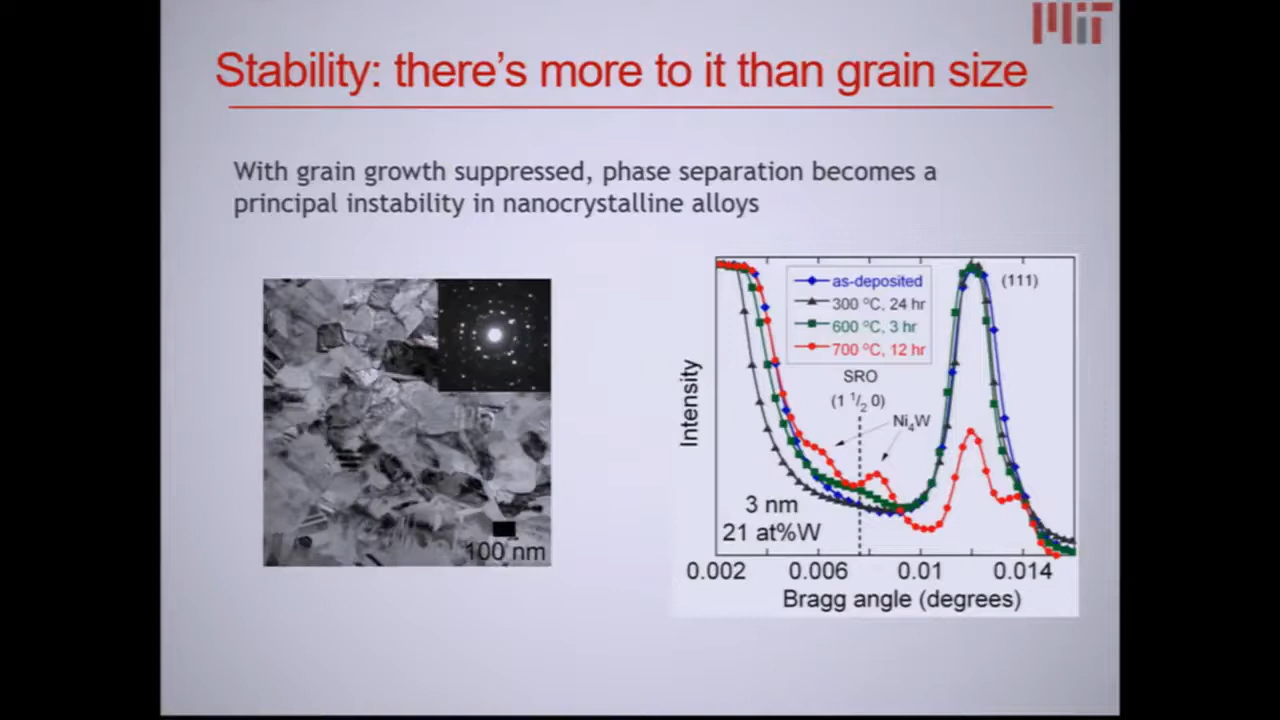 MIT
Stability: there's more to it than grain size
With grain growth suppressed, phase separation becomes a
principal instability in nanocrystalline alloys
100 nm
as-deposited
300 °C, 24 hr
600 °C, 3 hr
700 °C, 12 hr
(111)
SRO
(1 1/2 0)
Ni4W
3 nm
21 at%W
Intensity
0.002 0.006 0.01 0.014
Bragg angle (degrees)